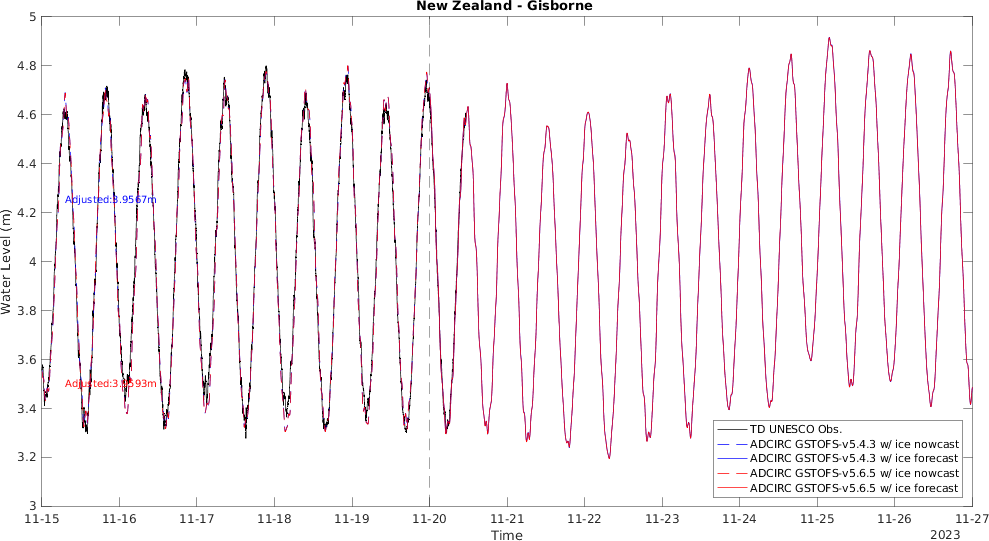 New Zealand - Gisborne
5
4.8
4.6
4.4
4.2
4
3.8
3.6
3.4
3.2
3
Water Level (m)
Adjusted:3.9567m
TD UNESCO Obs.
ADCIRC GSTOFS-v5.4.3 w/ ice nowcast
ADCIRC GSTOFS-v5.4.3 w/ ice forecast
ADCIRC GSTOFS-v5.6.5 w/ ice nowcast
ADCIRC GSTOFS-v5.6.5 w/ ice forecast
11-15
11-16
11-17
11-18
11-19
11-20
11-21
11-22
11-23
11-24
11-25
11-26
11-27
Time
2023